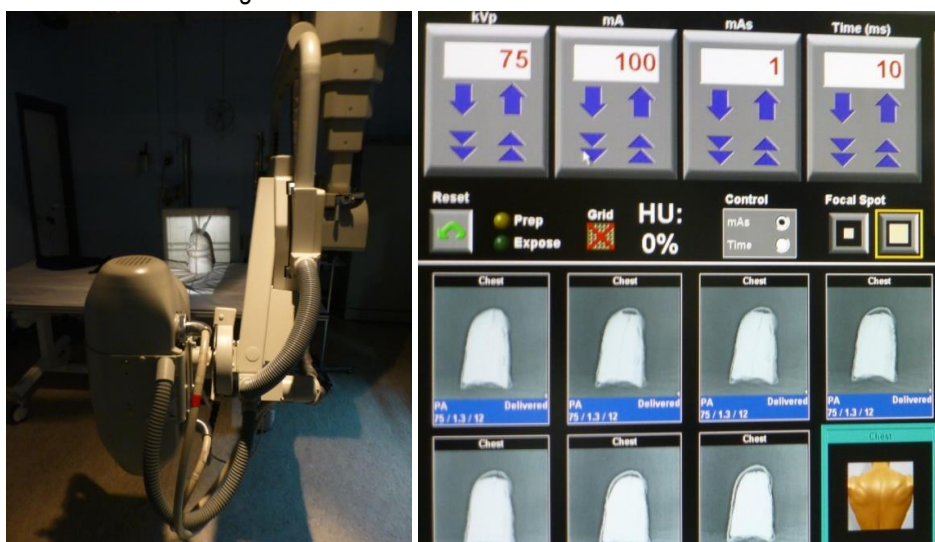 kVp
mA
mAs
Time (ms)
75
100
1
10
Reset
Prep
Expose
Grid
HU:
0%
Control
mAs
Time
Focal Spot
Chest
Chest
Chest
Chest
PA Delivered
75 / 1.3 / 12
PA Delivered
75 / 1.3 / 12
PA Delivered
75 / 1.3 / 12
PA Delivered
75 / 1.3 / 12
Chest
Chest
Chest
Chest